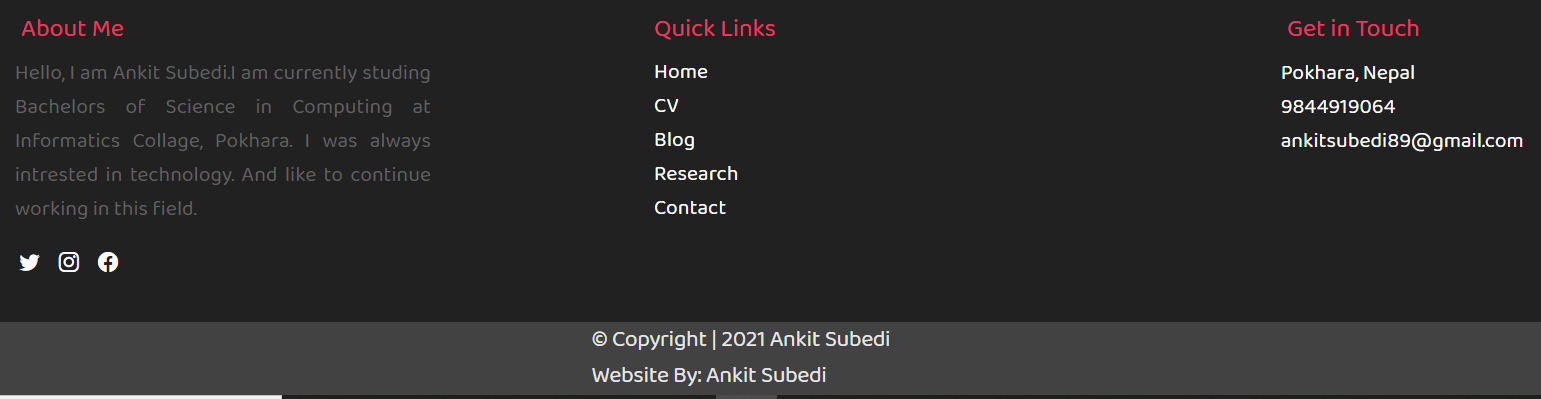 About Me
Hello, I am Ankit Subedi.I am currently studing
Bachelors of Science in Computing at
Informatics Collage, Pokhara. I was always
intrested in technology. And like to continue
working in this field.
Quick Links
Home
CV
Blog
Research
Contact
Get in Touch
Pokhara, Nepal
9844919064
ankitsubedi89@gmail.com
© Copyright | 2021 Ankit Subedi
Website By: Ankit Subedi